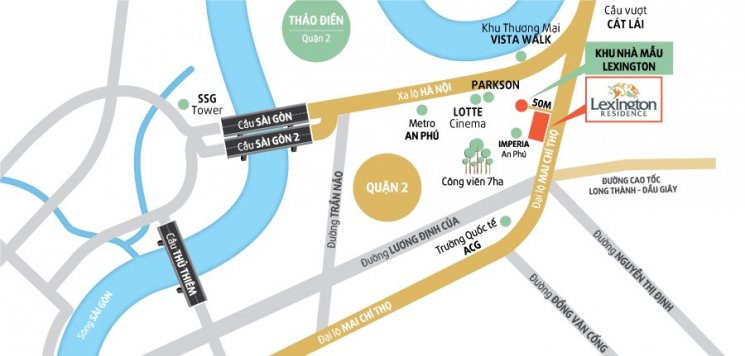 THẢO ĐIỀN
Quận 2
Khu Thương Mại
VISTA WALK
Cầu vượt
CÁT LÁI
KHU NHÀ MẪU
LEXINGTON
SSG
Tower
Cầu SÀI GÒN
Cầu SÀI GÒN 2
Xa lộ HÀ NỘI
PARKSON
LOTTE
Cinema
Metro
AN PHÚ
50M
Lexington
RESIDENCE
IMPERIA
An Phú
Công viên 7ha
Đại lộ MAI CHÍ THỌ
QUẬN 2
Đường TRẦN NÃO
ĐƯỜNG CAO TỐC
LONG THÀNH - DẦU GIÂY
Đường LƯƠNG ĐỊNH CỦA
Trường Quốc tế
ACG
Cầu THỦ THIÊM
Sông SÀI GÒN
Đại lộ MAI CHÍ THỌ
Đường ĐỒNG VĂN CỐNG
Đường NGUYỄN THỊ ĐỊNH